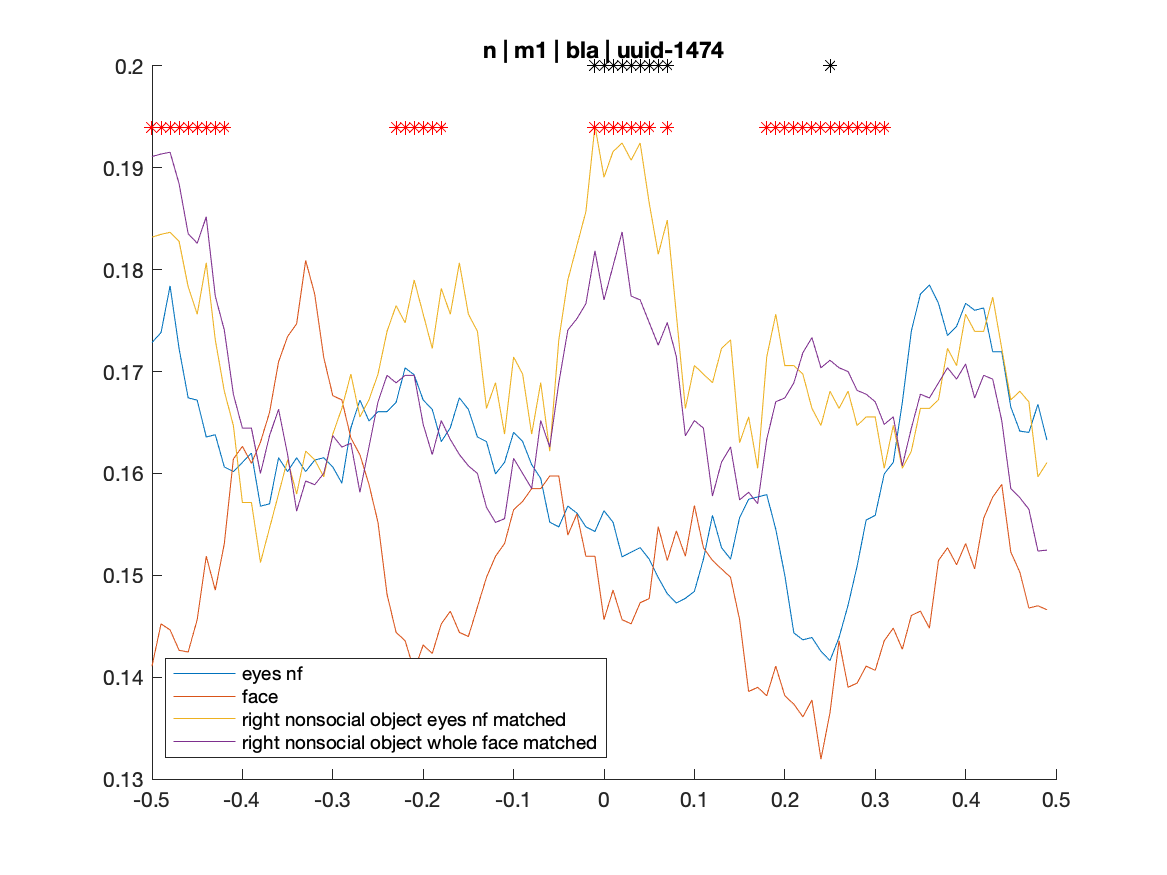 n | m1 | bla | uuid-1474
0.2
0.19
0.18
0.17
0.16
0.15
0.14
0.13
eyes nf
face
right nonsocial object eyes nf matched
right nonsocial object whole face matched
-0.5 -0.4 -0.3 -0.2 -0.1 0 0.1 0.2 0.3 0.4 0.5